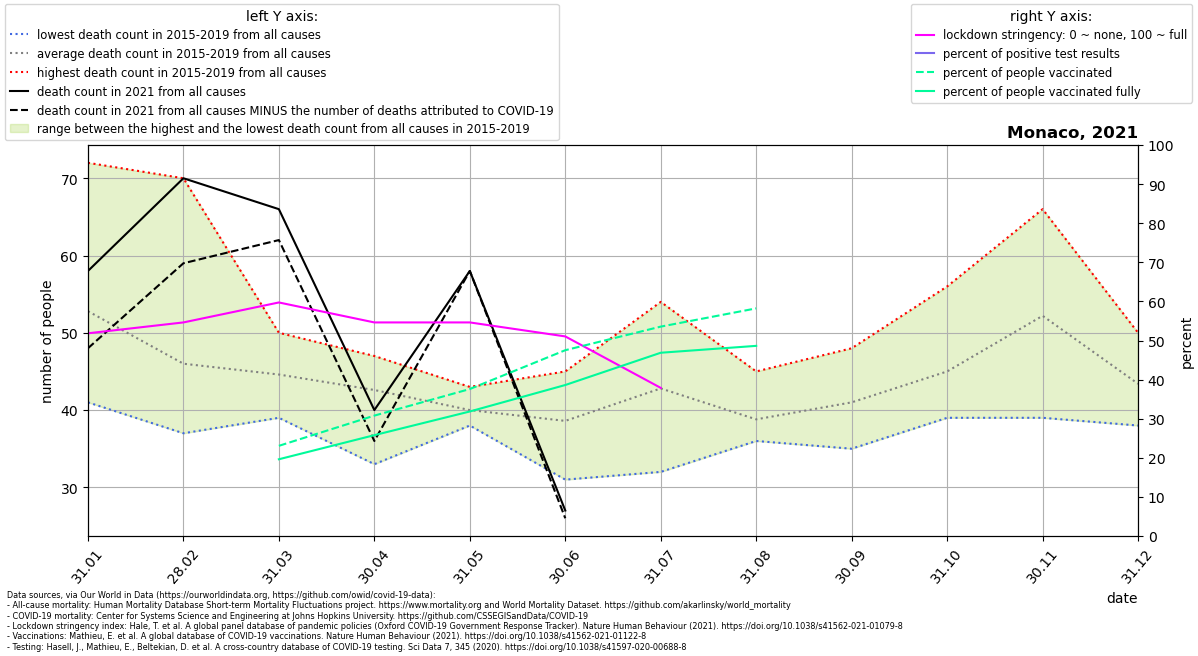 left Y axis:
lowest death count in 2015-2019 from all causes
average death count in 2015-2019 from all causes
highest death count in 2015-2019 from all causes
death count in 2021 from all causes
death count in 2021 from all causes MINUS the number of deaths attributed to COVID-19
range between the highest and the lowest death count from all causes in 2015-2019
right Y axis:
lockdown stringency: 0 ~ none, 100 ~ full
percent of positive test results
percent of people vaccinated
percent of people vaccinated fully
Monaco, 2021
number of people
70
60
50
40
30
100
90
80
70
60
50
40
30
20
10
0
percent
31.01
28.02
31.03
30.04
31.05
30.06
31.07
31.08
30.09
31.10
30.11
31.12
date
Data sources, via Our World in Data (https://ourworldindata.org, https://github.com/owid/covid-19-data):
- All-cause mortality: Human Mortality Database Short-term Mortality Fluctuations project. https://www.mortality.org and World Mortality Dataset. https://github.com/akarlinsky/world_mortality
- COVID-19 mortality: Center for Systems Science and Engineering at Johns Hopkins University. https://github.com/CSSEGISandData/COVID-19
- Lockdown stringency index: Hale, T. et al. A global panel database of pandemic policies (Oxford COVID-19 Government Response Tracker). Nature Human Behaviour (2021). https://doi.org/10.1038/s41562-021-01079-8
- Vaccinations: Mathieu, E. et al. A global database of COVID-19 vaccinations. Nature Human Behaviour (2021). https://doi.org/10.1038/s41562-021-01122-8
- Testing: Hasell, J., Mathieu, E., Beltekian, D. et al. A cross-country database of COVID-19 testing. Sci Data 7, 345 (2020). https://doi.org/10.1038/s41597-020-00688-8